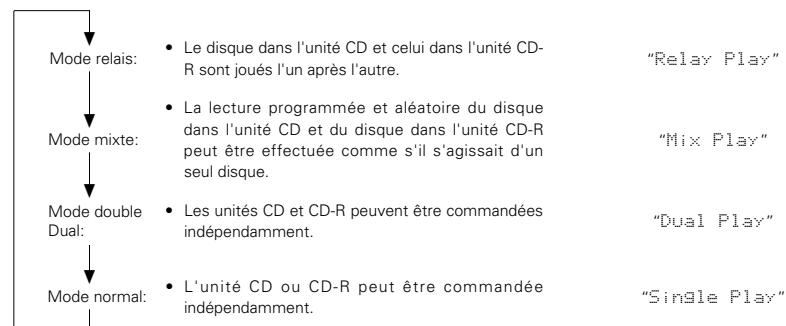 Mode relais:
• Le disque dans l'unité CD et celui dans l'unité CD-
R sont joués l'un après l'autre.
"Relay Play"
Mode mixte:
• La lecture programmée et aléatoire du disque
dans l'unité CD et du disque dans l'unité CD-R
peut être effectuée comme s'il s'agissait d'un
seul disque.
"Mix Play"
Mode double
Dual:
• Les unités CD et CD-R peuvent être commandées
indépendamment.
"Dual Play"
Mode normal:
• L'unité CD ou CD-R peut être commandée
indépendamment.
"Single Play"